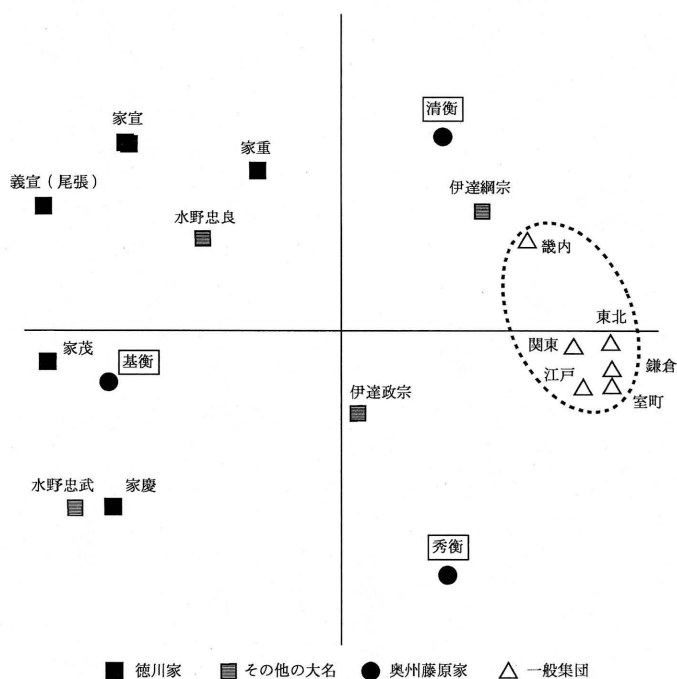 清衡
家宣
家重
義宣（尾張）
伊達綱宗
水野忠良
畿内
東北
関東
家茂
基衡
鎌倉
江戸
伊達政宗
室町
水野忠武
家慶
秀衡
徳川家 その他の大名 奥州藤原家 一般集団